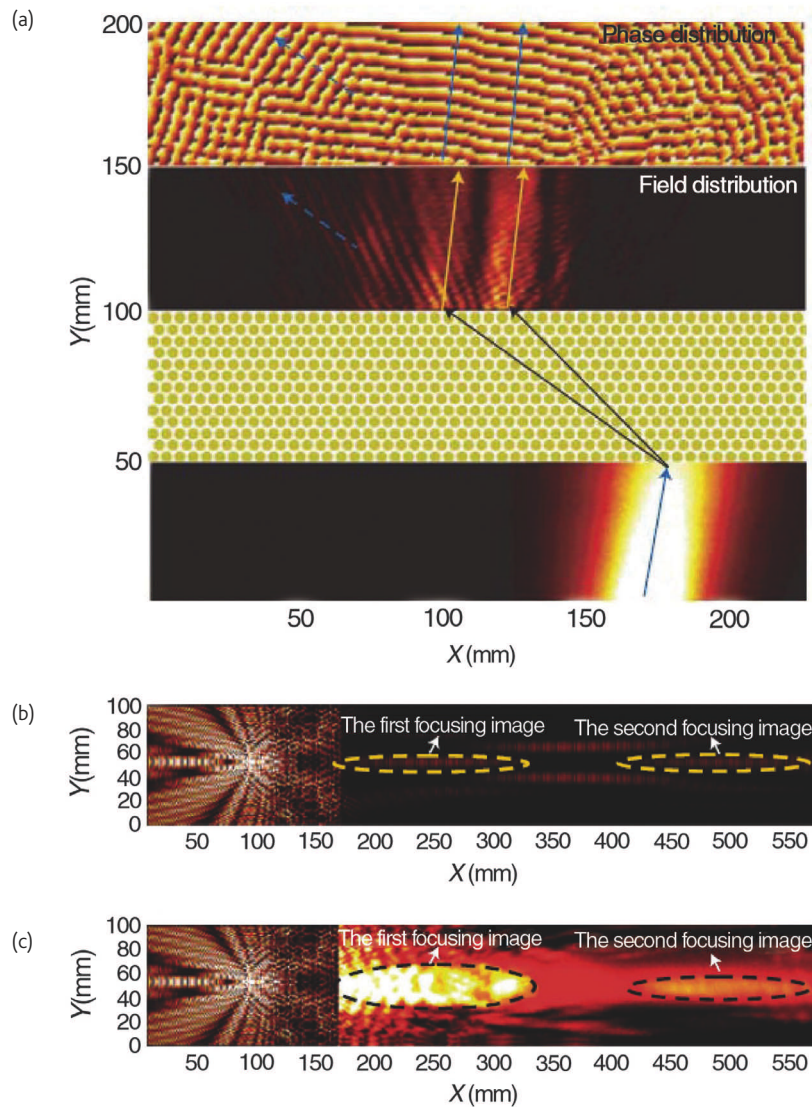 (a)
200
Phase distribution
150
Field distribution
Y(mm)
100
50
50 100 150 200
X (mm)
(b)
100
80
60
40
20
0
Y(mm)
The first focusing image The second focusing image
50 100 150 200 250 300 350 400 450 500 550
X (mm)
(c)
100
80
60
40
20
0
Y(mm)
The first focusing image The second focusing image
50 100 150 200 250 300 350 400 450 500 550
X (mm)